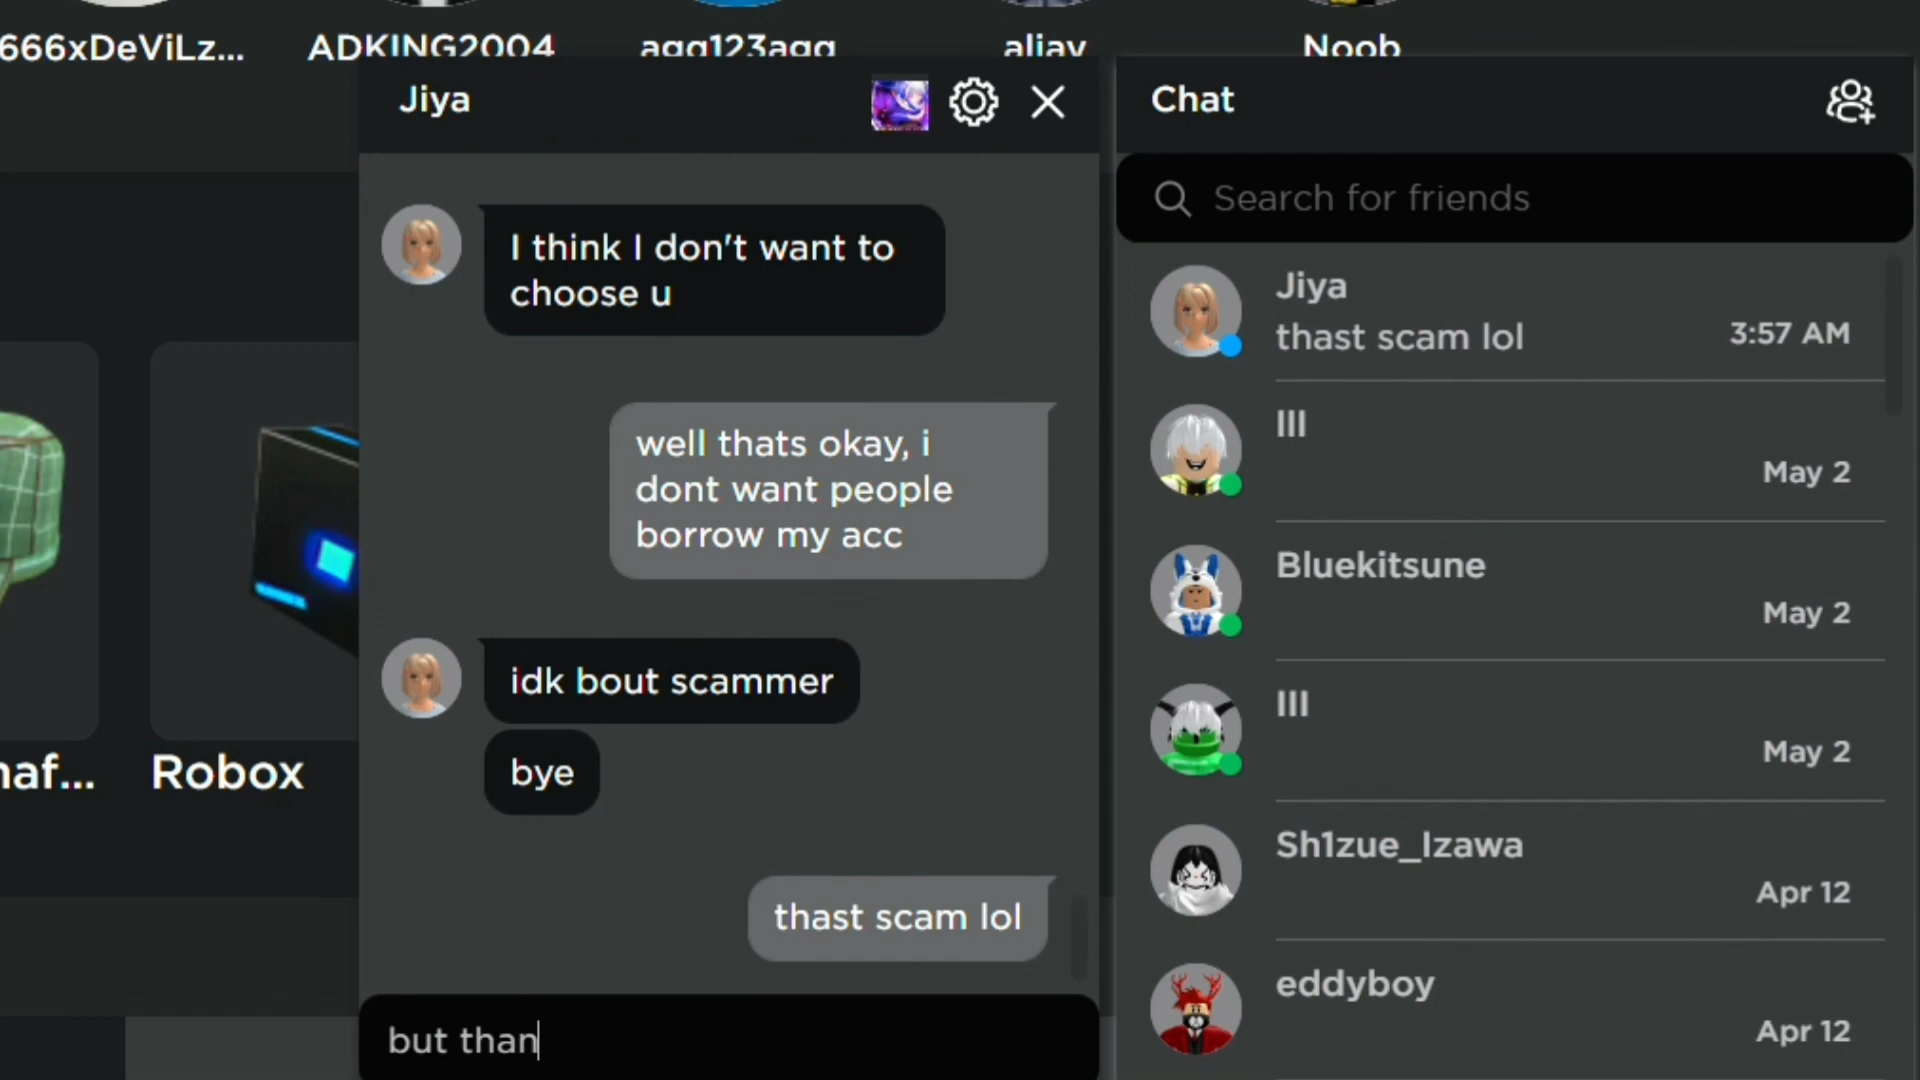 666xDeViLz...
ADKING2004
agg123agg
aliav
Noob
Jiya
I think I don't want to
choose u
well thats okay, i
dont want people
borrow my acc
idk bout scammer
bye
thast scam lol
but than
Chat
Search for friends
Jiya
thast scam lol
3:57 AM
III
May 2
Bluekitsune
May 2
III
May 2
Sh1zue_Izawa
Apr 12
eddyboy
Apr 12
naf...
Robox